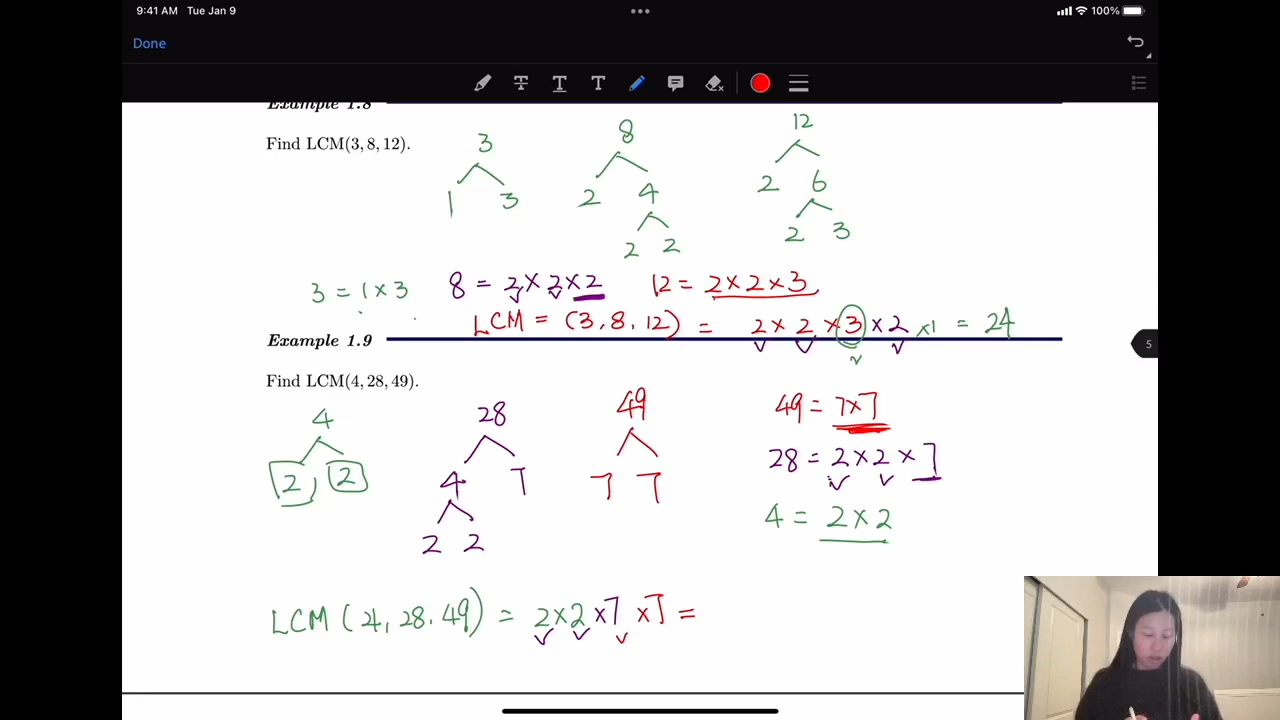 9:41 AM Tue Jan 9
100%
Done
T T T
Example 1.8
Find LCM(3, 8, 12).
3 8 12
1 3 2 4 2 6
2 2 2 3
3 = 1 × 3 8 = 2 × 2 × 2 12 = 2 × 2 × 3
LCM = (3, 8, 12) = 2 × 2 × 3 × 2 × 1 = 24
Example 1.9
5
Find LCM(4, 28, 49).
4 28 49
2, 2 4 7 7 7
2 2
49 = 7×7
28 = 2 × 2 × 7
4 = 2 × 2
LCM (4, 28. 49) = 2 × 2 × 7 × 7 =